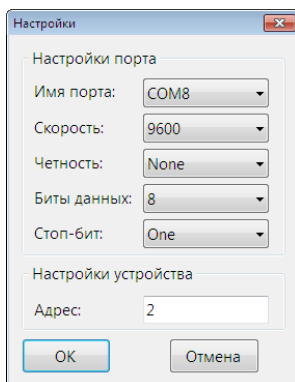 Настройки
Настройки порта
Имя порта: COM8
Скорость: 9600
Четность: None
Биты данных: 8
Стоп-бит: One
Настройки устройства
Адрес: 2
OK Отмена